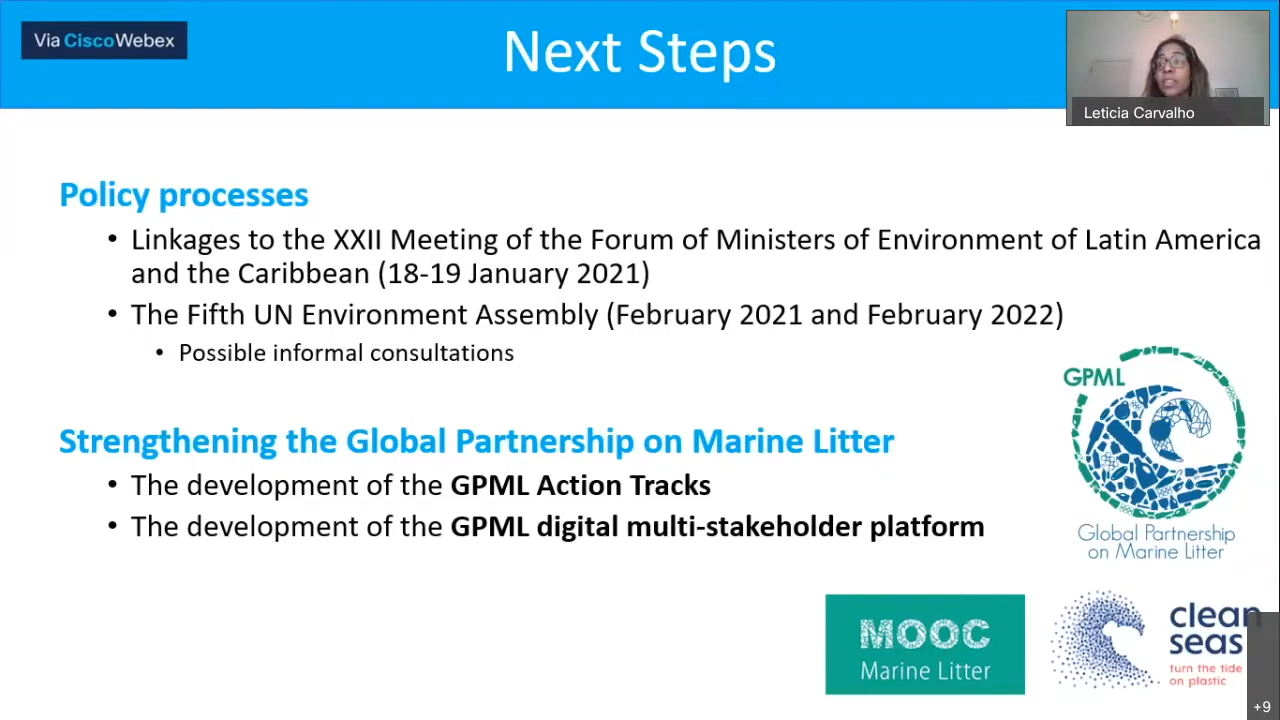 Via CiscoWebex
Next Steps
Leticia Carvalho
Policy processes
• Linkages to the XXII Meeting of the Forum of Ministers of Environment of Latin America
and the Caribbean (18-19 January 2021)
• The Fifth UN Environment Assembly (February 2021 and February 2022)
• Possible informal consultations
GPML
Strengthening the Global Partnership on Marine Litter
• The development of the GPML Action Tracks
• The development of the GPML digital multi-stakeholder platform
Global Partnership
on Marine Litter
MOOC
Marine Litter
clean
seas
turn the tide
on plastic
+9